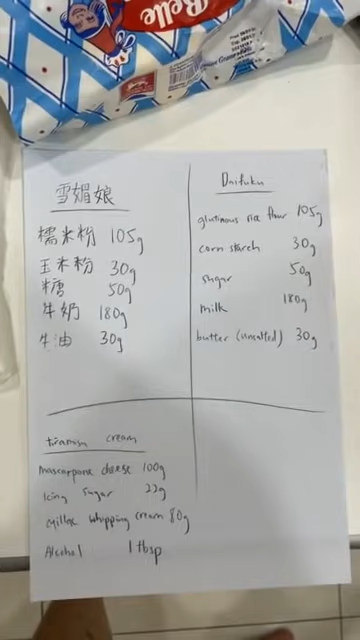 Belle
雪媚娘
糯米粉 105g
玉米粉 30g
糖 50g
牛奶 180g
牛油 30g
Daifuku
glutinous rice flour 105g
corn starch 30g
sugar 50g
milk 180g
butter (unsalted) 30g
tiramisu cream
mascarpone cheese 100g
Icing sugar 22g
Millac whipping cream 80g
Alcohol 1 tbsp